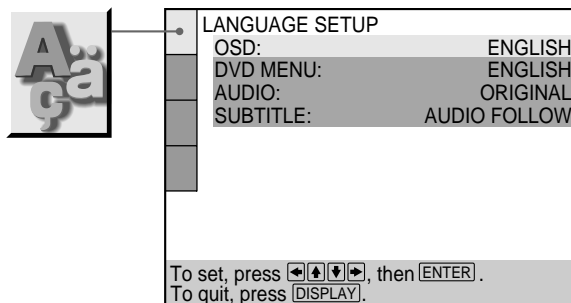 Açä
LANGUAGE SETUP
OSD: ENGLISH
DVD MENU: ENGLISH
AUDIO: ORIGINAL
SUBTITLE: AUDIO FOLLOW
To set, press ←↑↓→, then ENTER.
To quit, press DISPLAY.